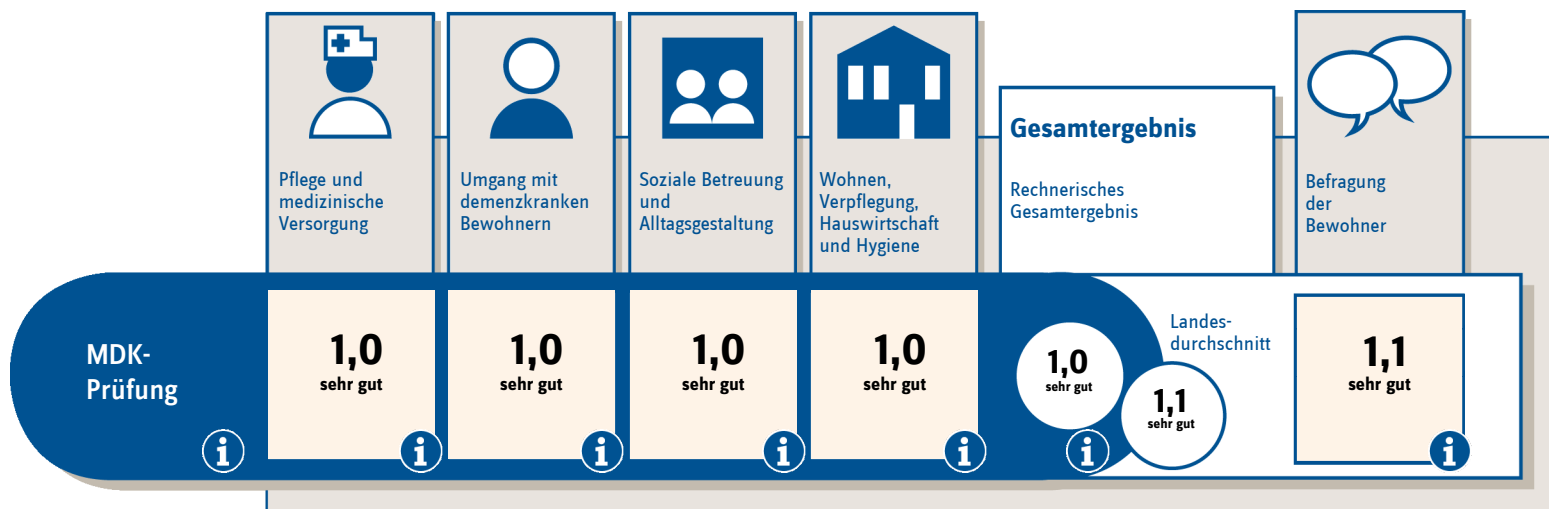 Pflege und
medizinische
Versorgung
Umgang mit
demenzkranken
Bewohnern
Soziale Betreuung
und
Alltagsgestaltung
Wohnen,
Verpflegung,
Hauswirtschaft
und Hygiene
Gesamtergebnis
Rechnerisches
Gesamtergebnis
Befragung
der
Bewohner
MDK-
Prüfung
i
1,0
sehr gut
i
1,0
sehr gut
i
1,0
sehr gut
i
1,0
sehr gut
i
1,0
sehr gut
i
Landes-
durchschnitt
1,1
sehr gut
1,1
sehr gut
i